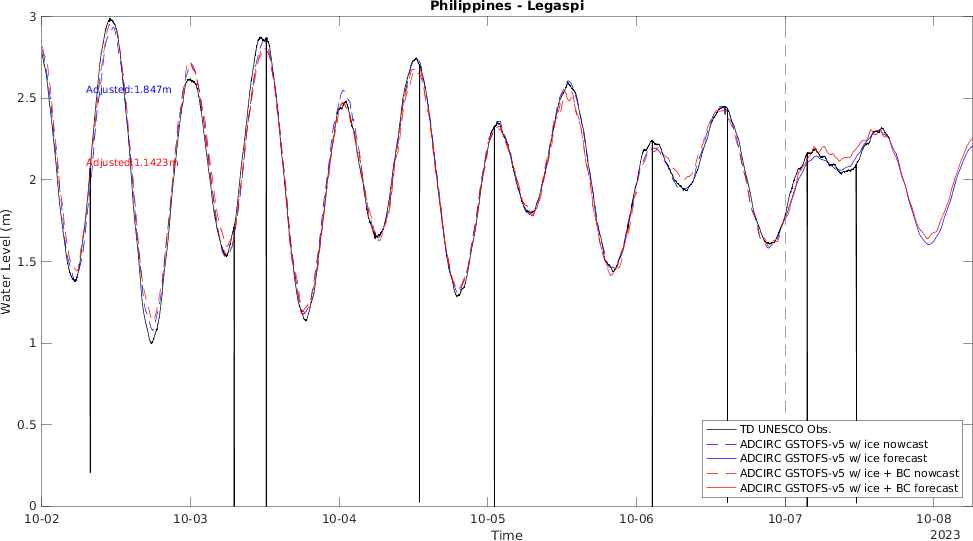 Philippines - Legaspi
3
2.5
2
1.5
1
0.5
0
Water Level (m)
Adjusted:1.847m
Adjusted:1.1423m
TD UNESCO Obs.
ADCIRC GSTOFS-v5 w/ ice nowcast
ADCIRC GSTOFS-v5 w/ ice forecast
ADCIRC GSTOFS-v5 w/ ice + BC nowcast
ADCIRC GSTOFS-v5 w/ ice + BC forecast
10-02 10-03 10-04 10-05 10-06 10-07 10-08
Time 2023